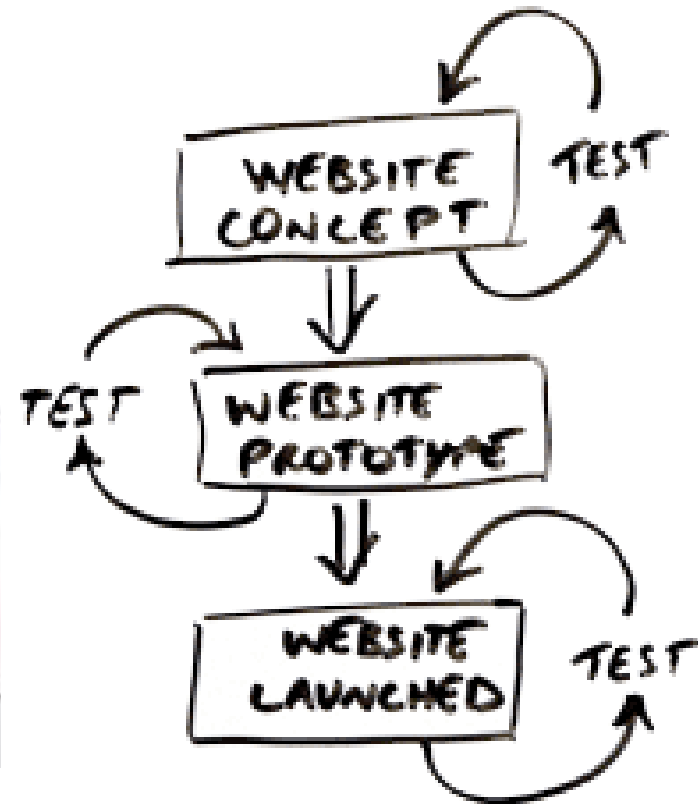 WEBSITE
CONCEPT
TEST
TEST
WEBSITE
PROTOTYPE
WEBSITE
LAUNCHED
TEST